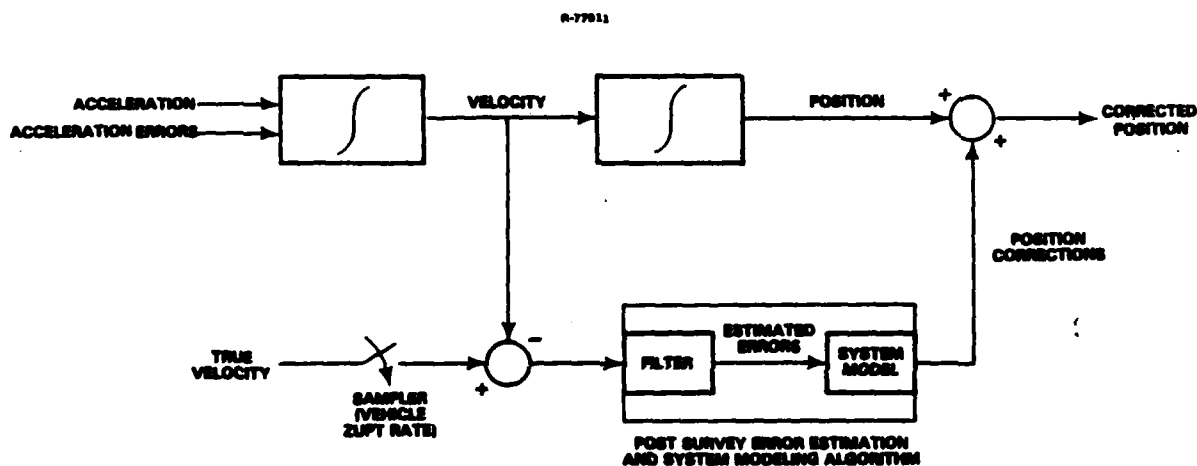 R-77911
ACCELERATION
ACCELERATION ERRORS
VELOCITY
POSITION
+
+
CORRECTED
POSITION
POSITION
CORRECTIONS
TRUE
VELOCITY
SAMPLER
(VEHICLE
ZUPT RATE)
-
+
FILTER
ESTIMATED
ERRORS
SYSTEM
MODEL
POST SURVEY ERROR ESTIMATION
AND SYSTEM MODELING ALGORITHM